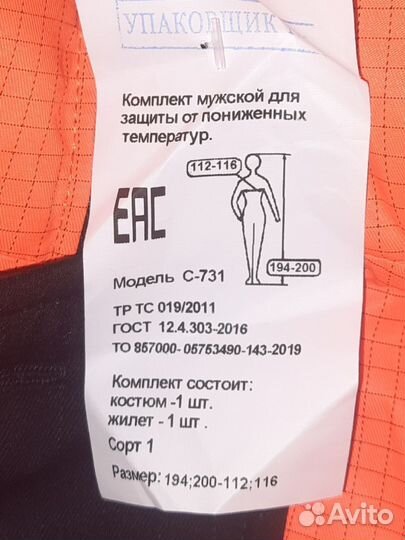 УПАКОВЩИК
Комплект мужской для
защиты от пониженных
температур.
112-116
EAC
194-200
Модель С-731
ТР ТС 019/2011
ГОСТ 12.4.303-2016
ТО 857000- 05753490-143-2019
Комплект состоит:
костюм -1 шт.
жилет - 1 шт .
Сорт 1
Размер: 194;200-112;116
Avito